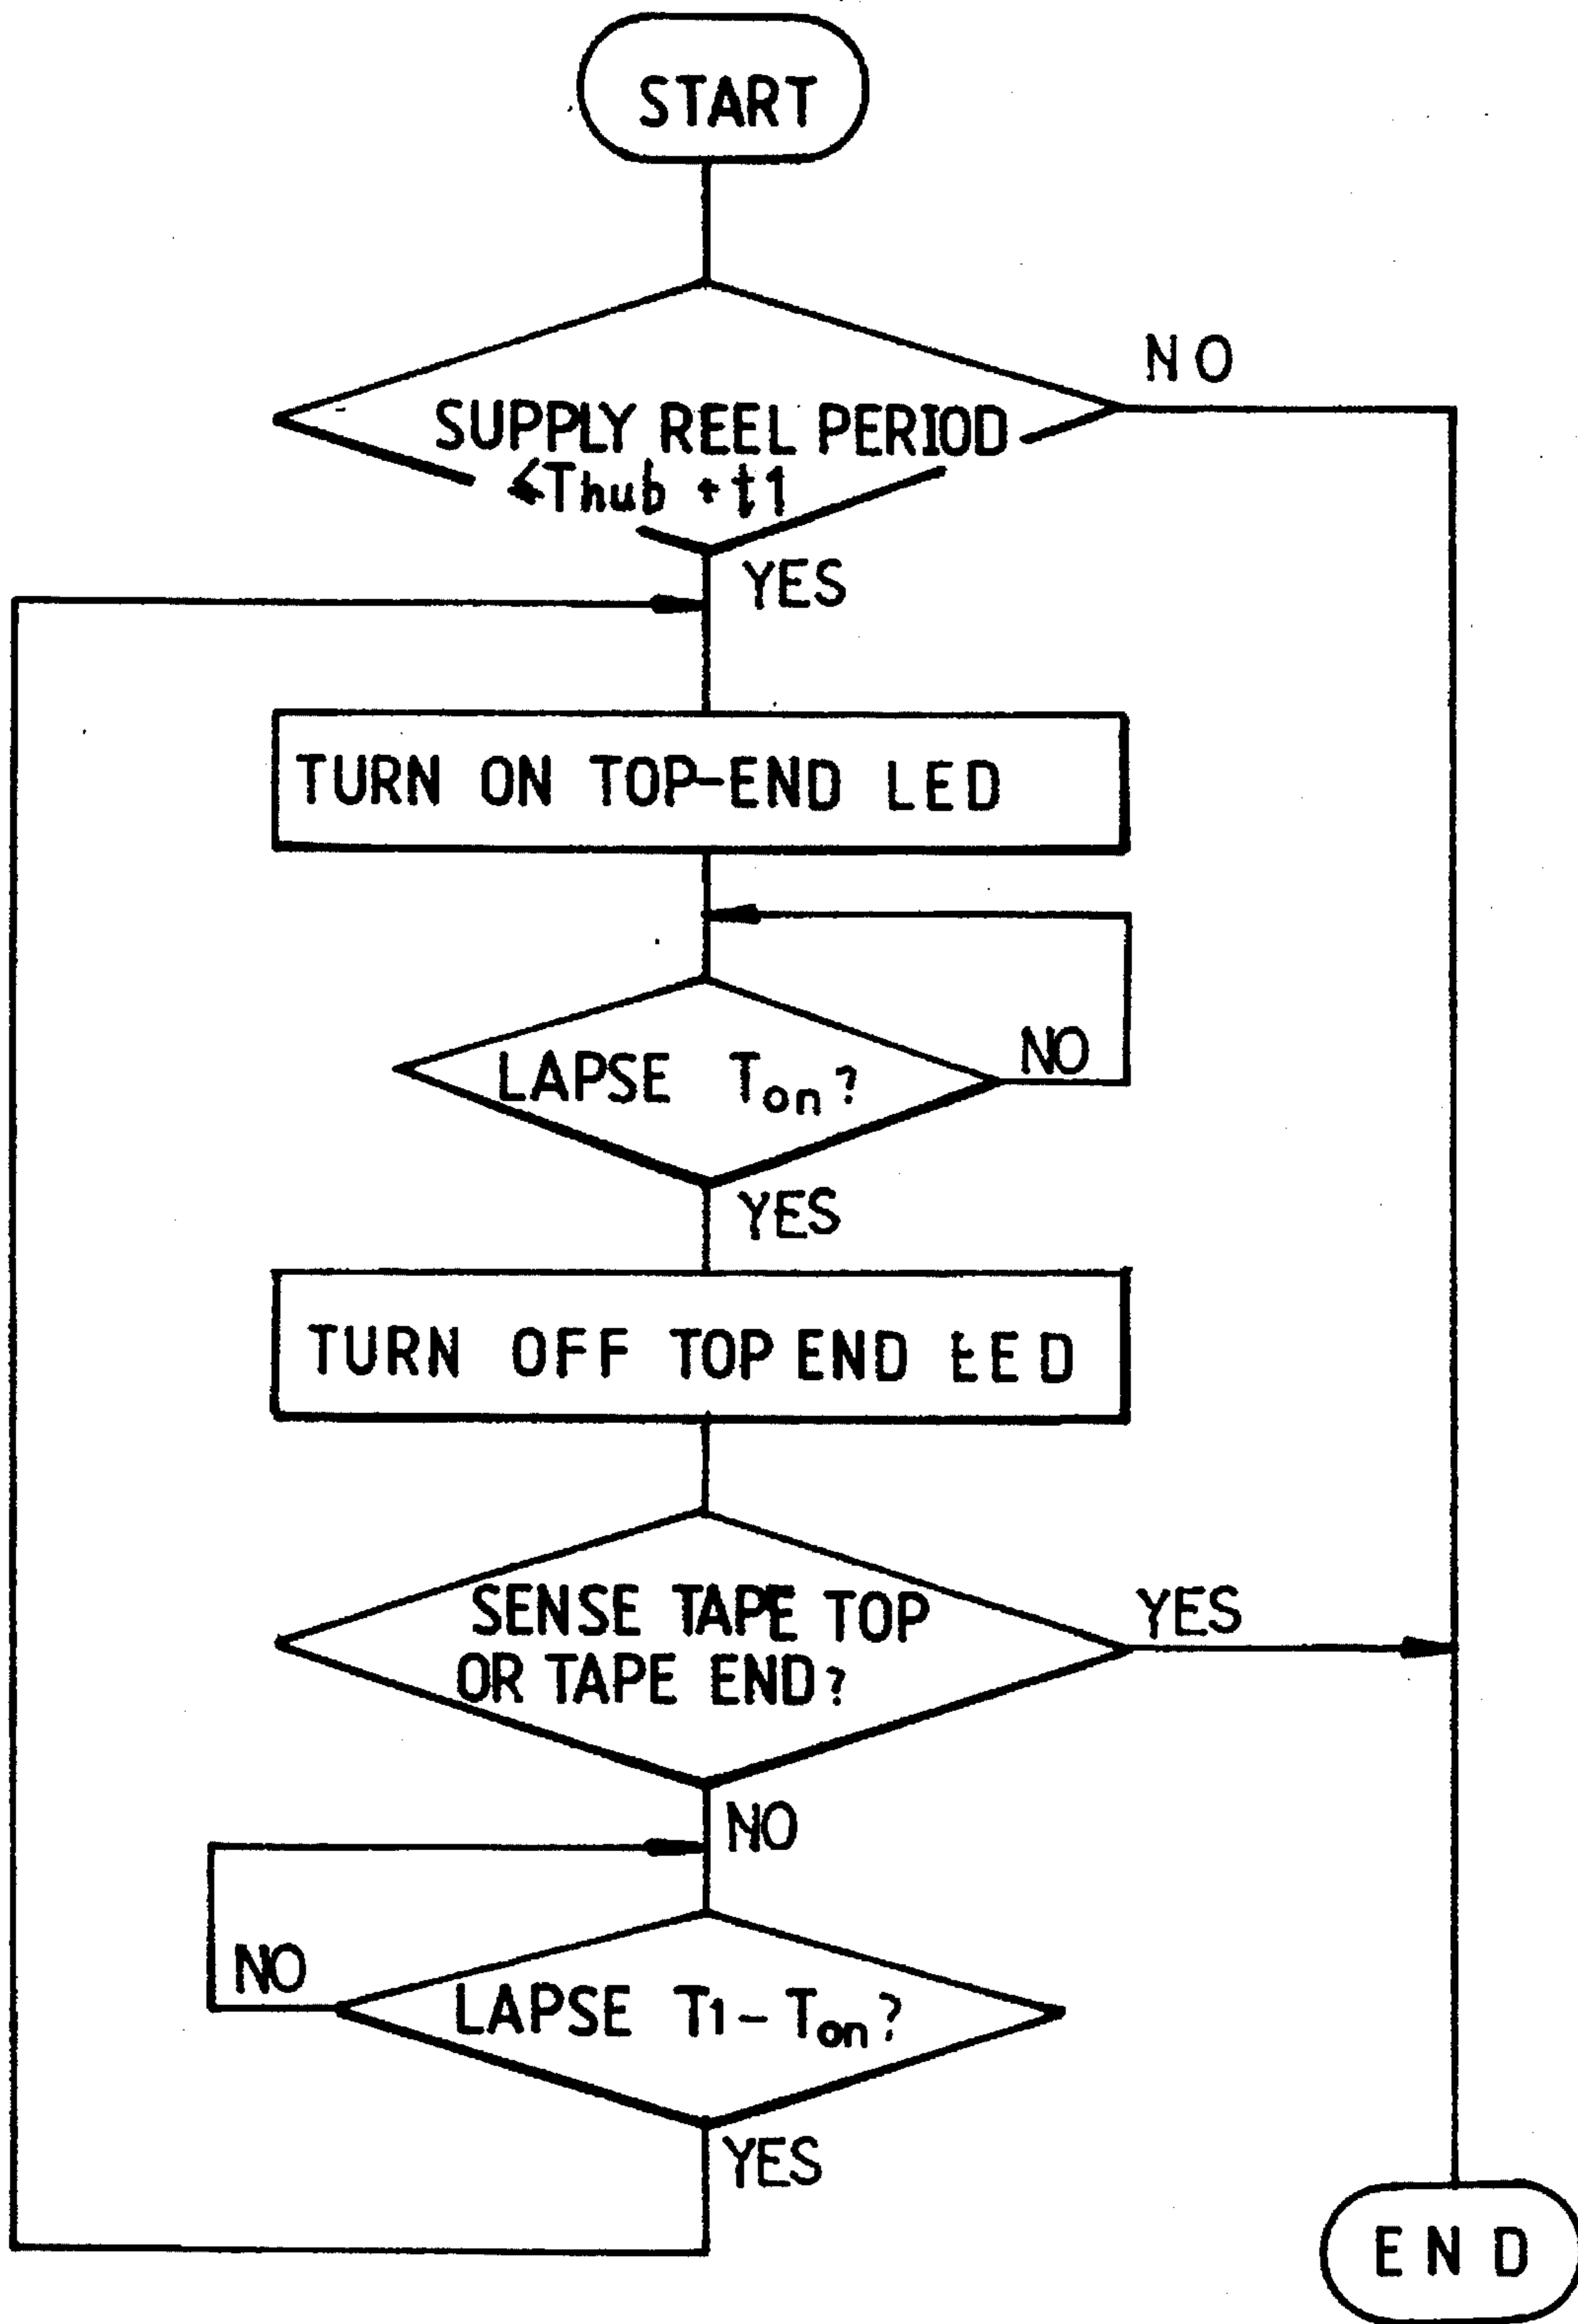 START
NO
SUPPLY REEL PERIOD
<Thub +t1
YES
TURN ON TOP-END LED
LAPSE Ton?
NO
YES
TURN OFF TOP END LED
SENSE TAPE TOP
OR TAPE END?
YES
NO
NO
LAPSE T1-Ton?
YES
END